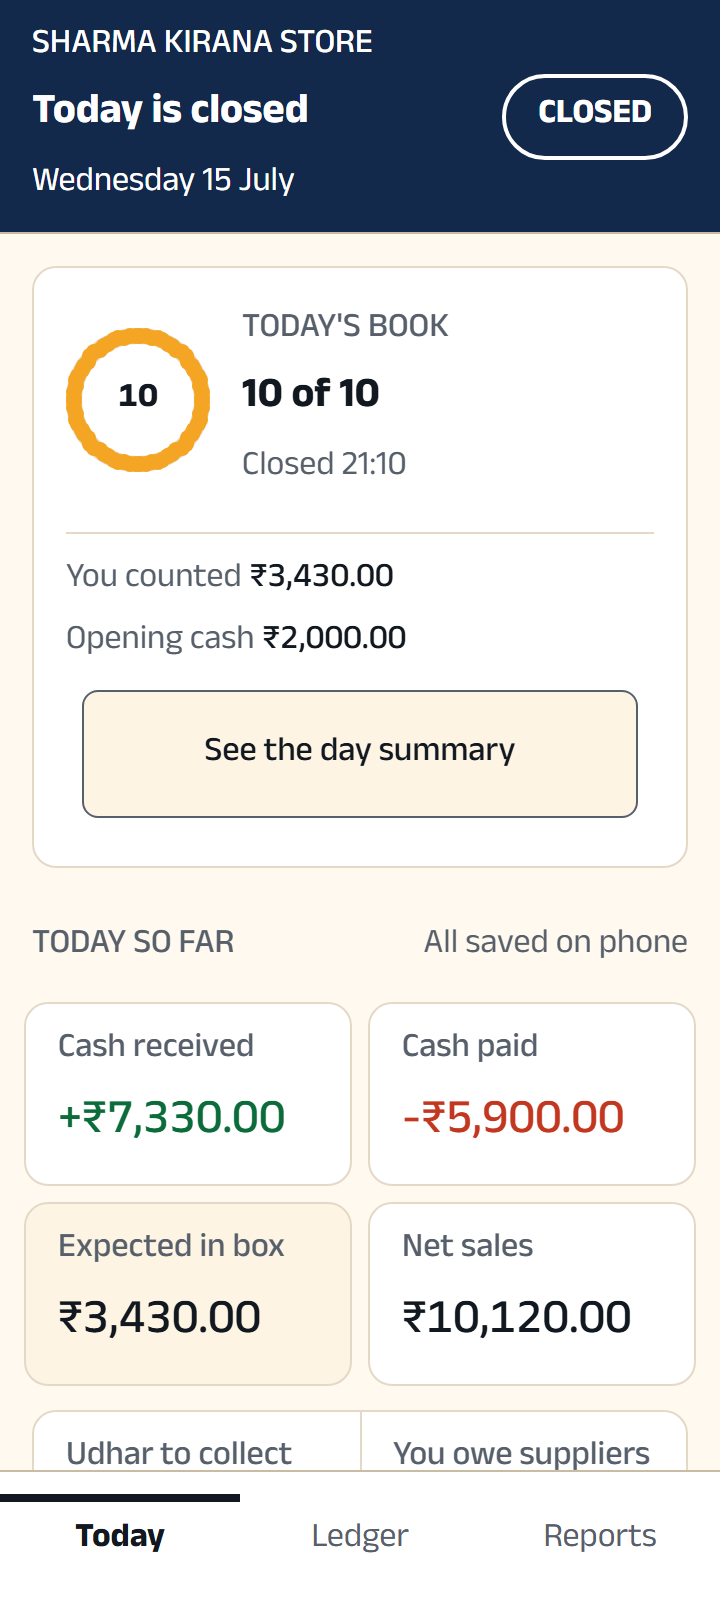 SHARMA KIRANA STORE
Today is closed
CLOSED
Wednesday 15 July
10
TODAY'S BOOK
10 of 10
Closed 21:10
You counted ₹3,430.00
Opening cash ₹2,000.00
See the day summary
TODAY SO FAR
All saved on phone
Cash received
+₹7,330.00
Cash paid
-₹5,900.00
Expected in box
₹3,430.00
Net sales
₹10,120.00
Udhar to collect
You owe suppliers
Today
Ledger
Reports